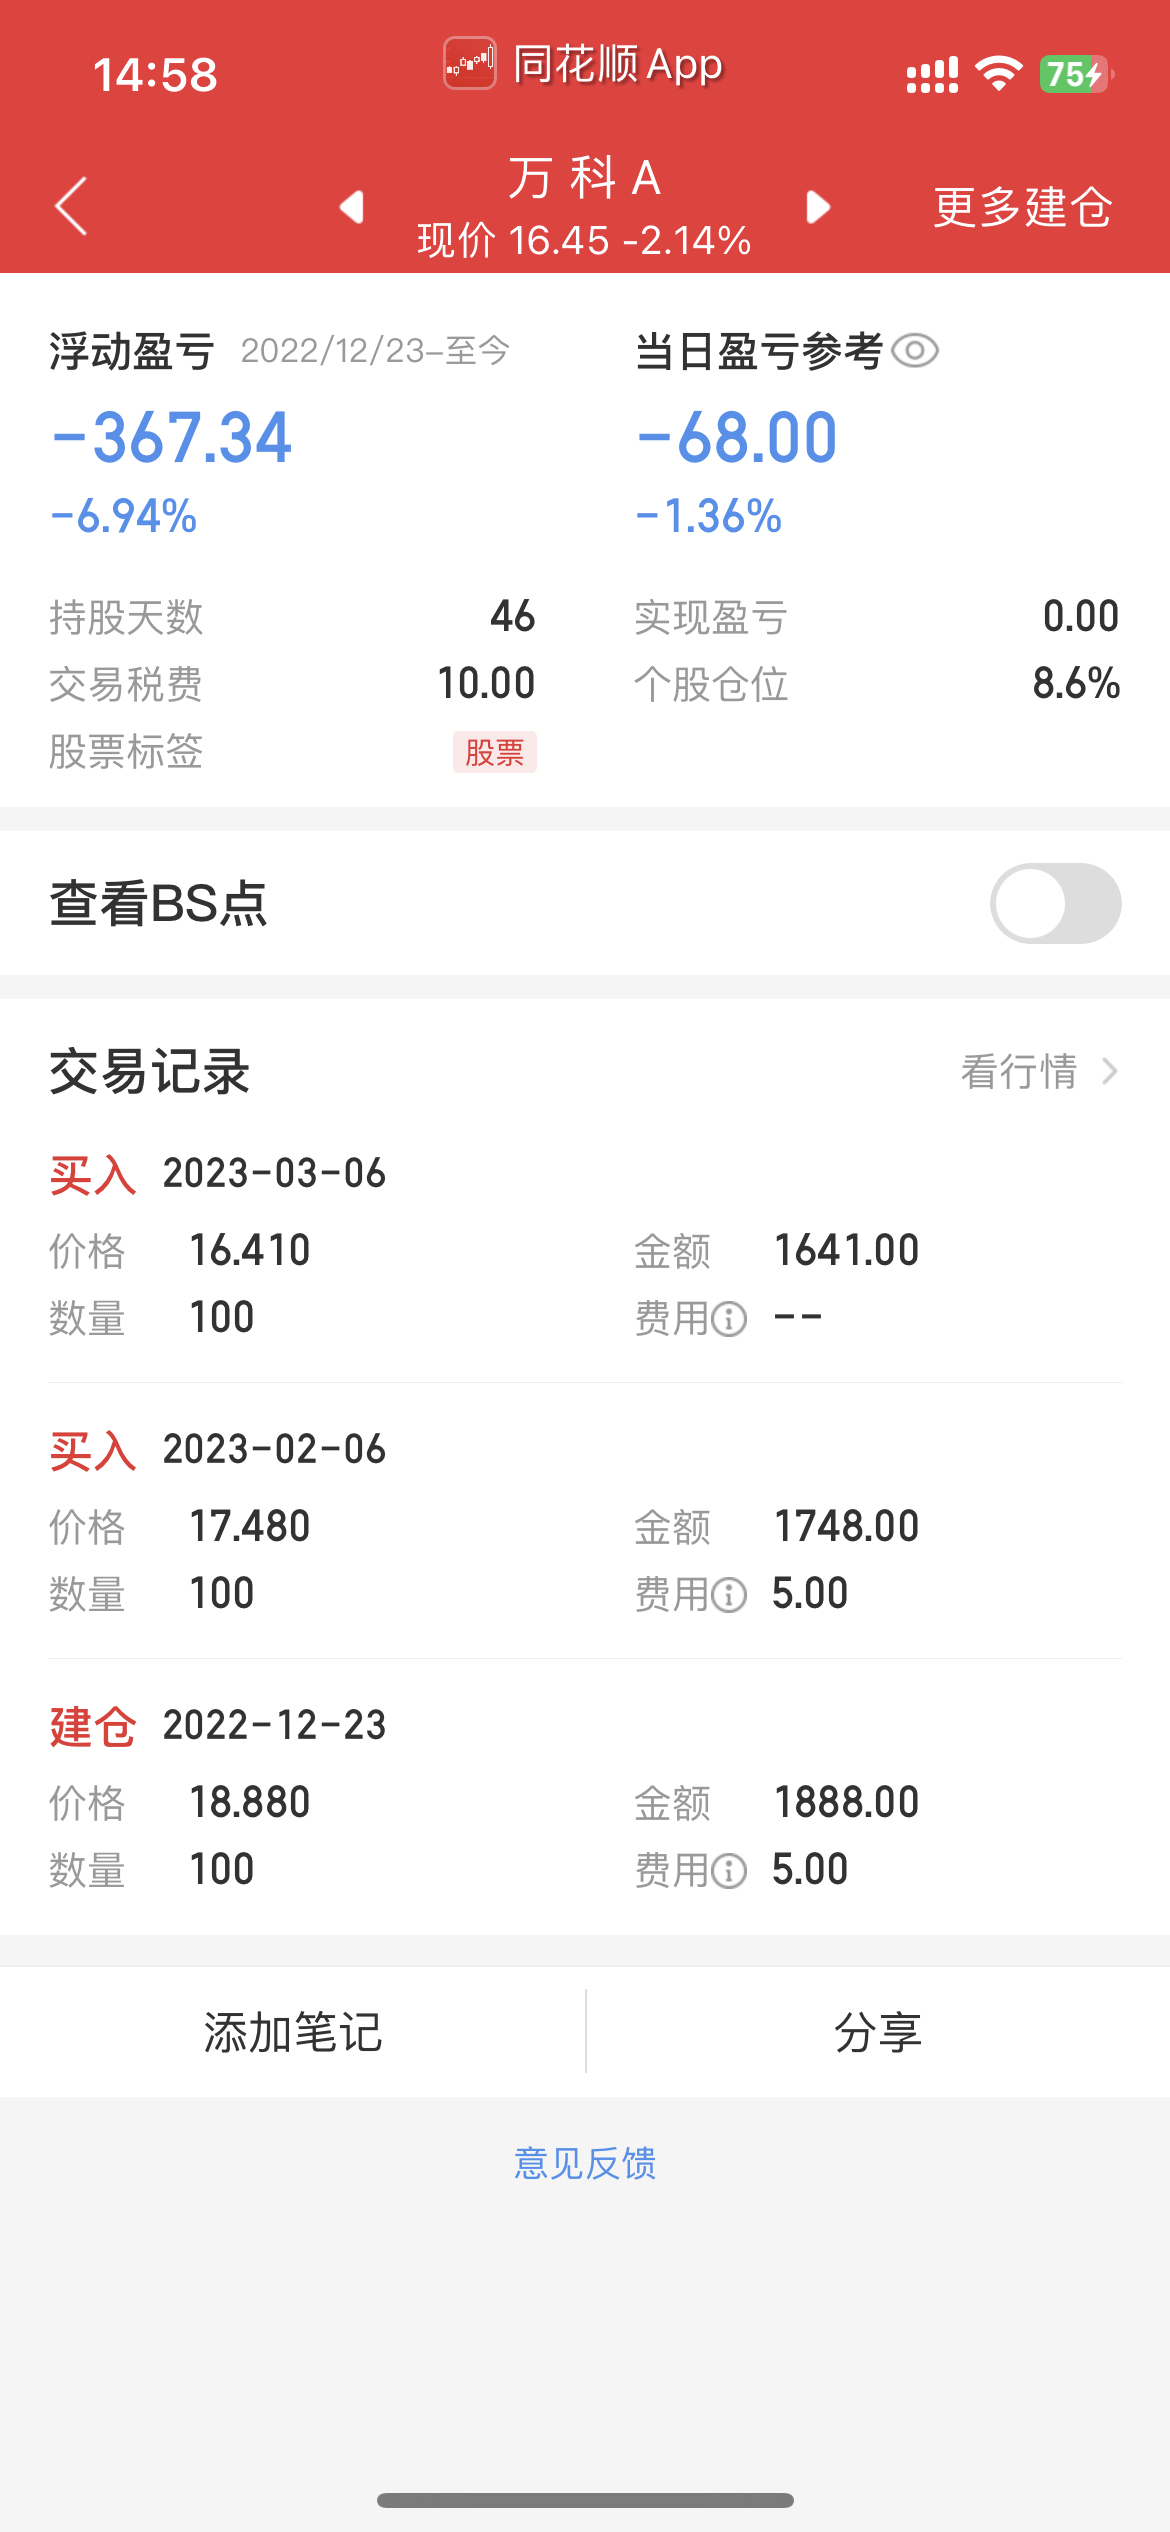 14:58
同花顺 App
75
万 科 A
现价 16.45 -2.14%
更多建仓
浮动盈亏 2022/12/23-至今
当日盈亏参考
-367.34
-68.00
-6.94%
-1.36%
持股天数 46
实现盈亏 0.00
交易税费 10.00
个股仓位 8.6%
股票标签 股票
查看BS点
交易记录
看行情
买入 2023-03-06
价格 16.410 金额 1641.00
数量 100 费用 --
买入 2023-02-06
价格 17.480 金额 1748.00
数量 100 费用 5.00
建仓 2022-12-23
价格 18.880 金额 1888.00
数量 100 费用 5.00
添加笔记
分享
意见反馈